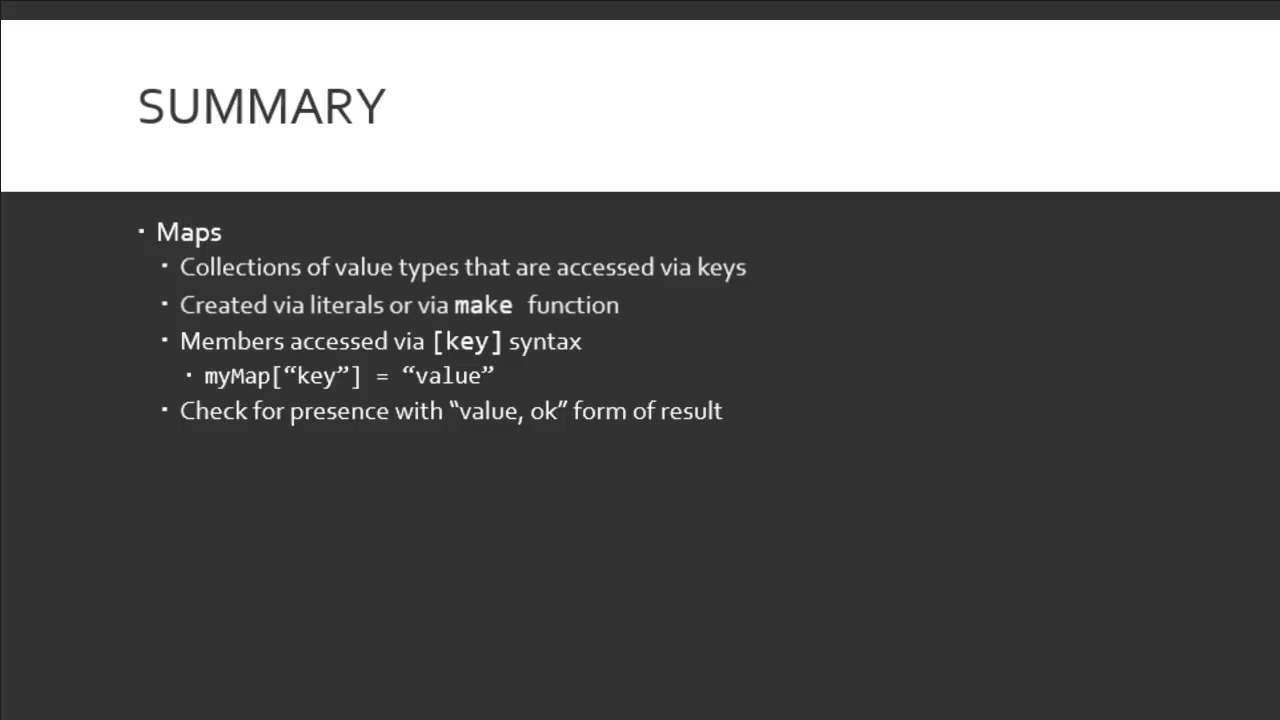 SUMMARY
▪ Maps
▪ Collections of value types that are accessed via keys
▪ Created via literals or via make function
▪ Members accessed via [key] syntax
▪ myMap[“key”] = “value”
▪ Check for presence with “value, ok” form of result